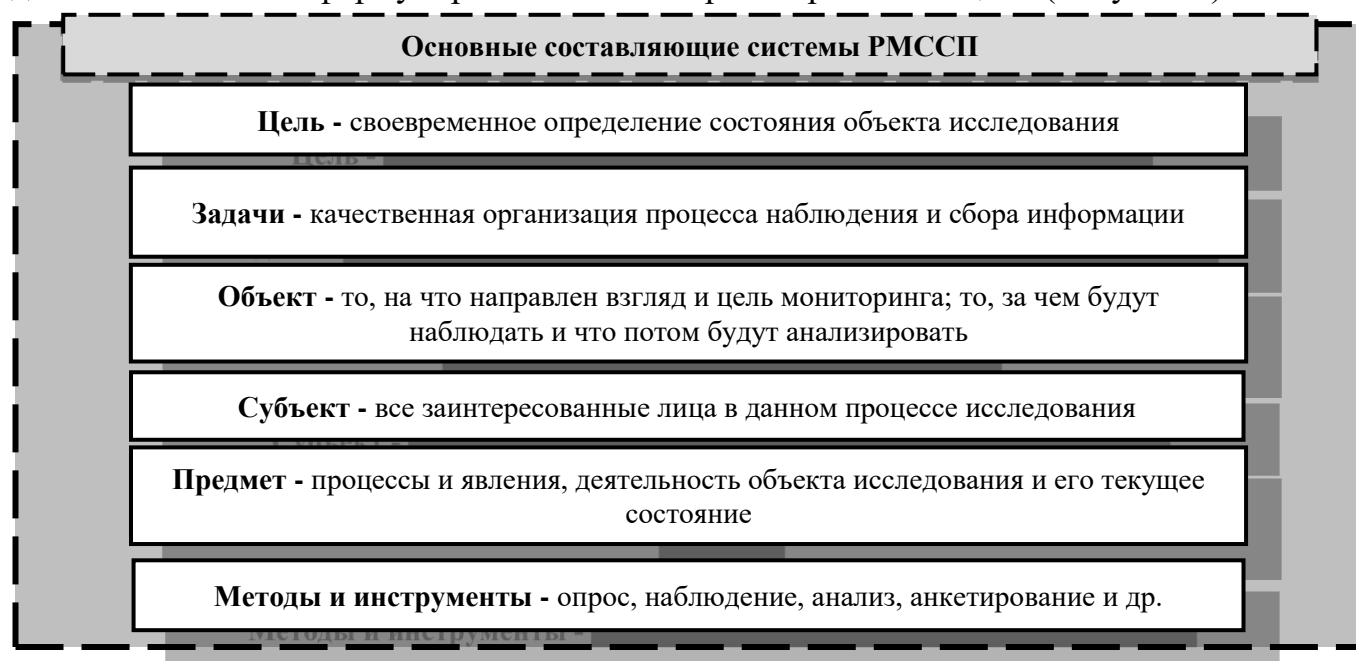 Основные составляющие системы РМССП
Цель - своевременное определение состояния объекта исследования
Задачи - качественная организация процесса наблюдения и сбора информации
Объект - то, на что направлен взгляд и цель мониторинга; то, за чем будут
наблюдать и что потом будут анализировать
Субъект - все заинтересованные лица в данном процессе исследования
Предмет - процессы и явления, деятельность объекта исследования и его текущее
состояние
Методы и инструменты - опрос, наблюдение, анализ, анкетирование и др.